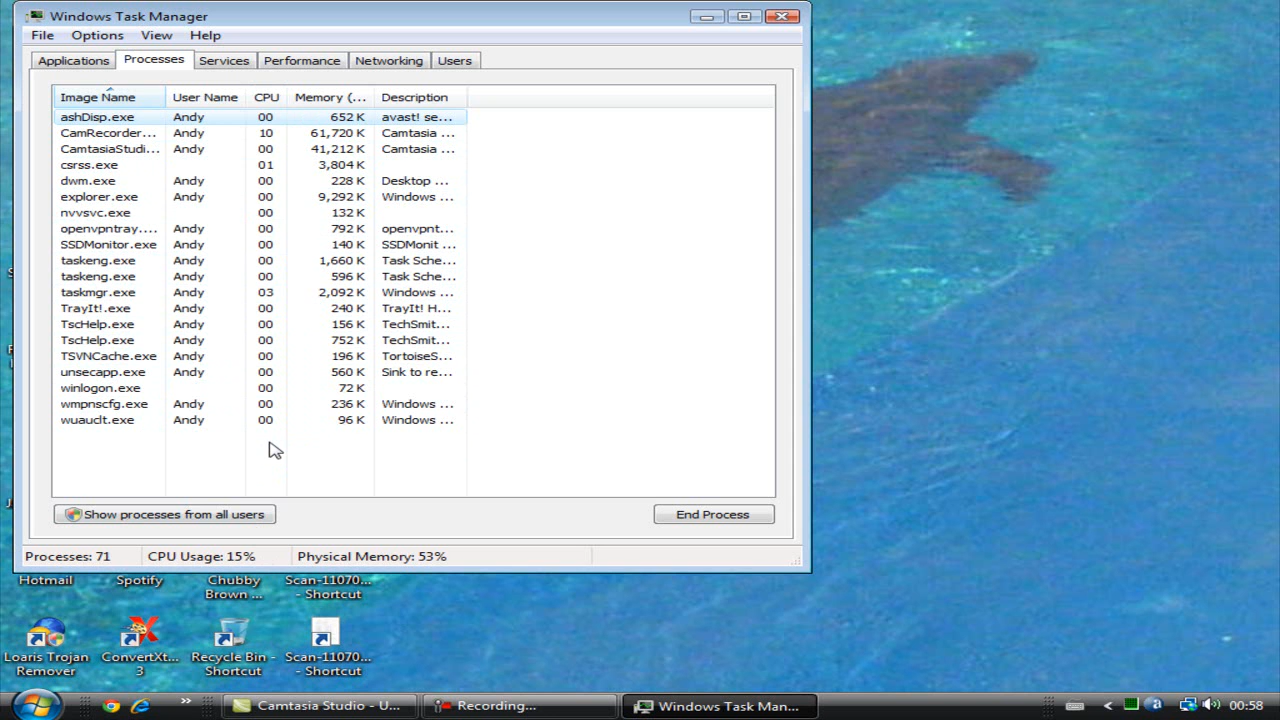 Windows Task Manager
File Options View Help
Applications Processes Services Performance Networking Users
Image Name User Name CPU Memory (... Description
ashDisp.exe Andy 00 652 K avast! se...
CamRecorder... Andy 10 61,720 K Camtasia ...
CamtasiaStudi... Andy 00 41,212 K Camtasia ...
csrss.exe 01 3,804 K
dwm.exe Andy 00 228 K Desktop ...
explorer.exe Andy 00 9,292 K Windows ...
nvvsvc.exe 00 132 K
openvpntray.... Andy 00 792 K openvpnt...
SSDMonitor.exe Andy 00 140 K SSDMonit ...
taskeng.exe Andy 00 1,660 K Task Sche...
taskeng.exe Andy 00 596 K Task Sche...
taskmgr.exe Andy 03 2,092 K Windows ...
TrayIt!.exe Andy 00 240 K TrayIt! H...
TscHelp.exe Andy 00 156 K TechSmit...
TscHelp.exe Andy 00 752 K TechSmit...
TSVNCache.exe Andy 00 196 K TortoiseS...
unsecapp.exe Andy 00 560 K Sink to re...
winlogon.exe 00 72 K
wmpnscfg.exe Andy 00 236 K Windows ...
wuauclt.exe Andy 00 96 K Windows ...
Show processes from all users End Process
Processes: 71 CPU Usage: 15% Physical Memory: 53%
Hotmail Spotify Chubby Scan-11070...
Brown ... - Shortcut
Loaris Trojan ConvertXt... Recycle Bin - Scan-11070...
Remover 3 Shortcut - Shortcut
Camtasia Studio - U... Recording... Windows Task Man... 00:58